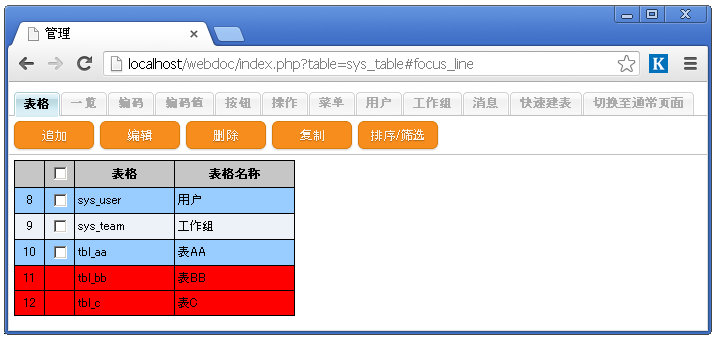 管理
localhost/webdoc/index.php?table=sys_table#focus_line
K
表格 一览 编码 编码值 按钮 操作 菜单 用户 工作组 消息 快速建表 切换至通常页面
追加 编辑 删除 复制 排序/筛选
表格 表格名称
8 sys_user 用户
9 sys_team 工作组
10 tbl_aa 表AA
11 tbl_bb 表BB
12 tbl_c 表C